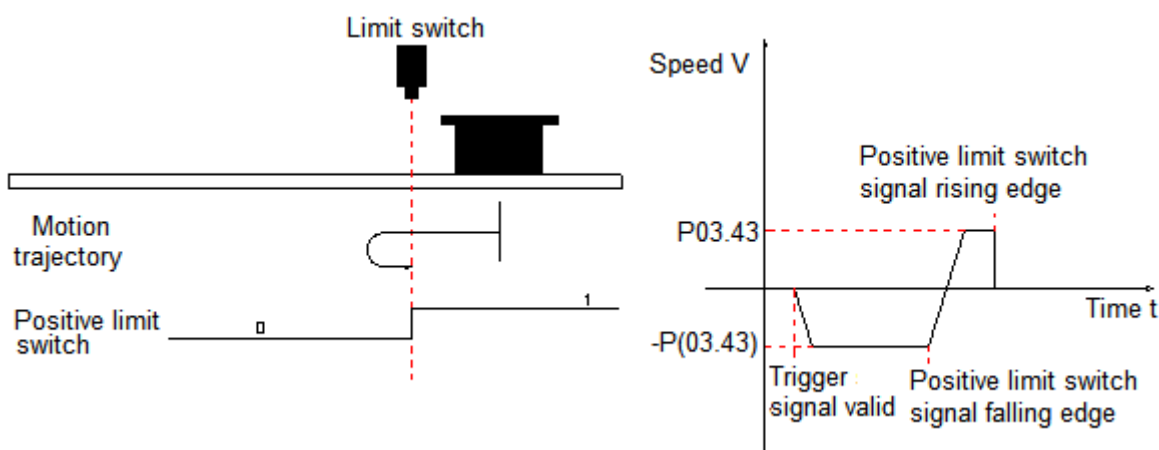 Limit switch
Motion
trajectory
Positive limit
switch
0
1
Speed V
Positive limit switch
signal rising edge
P03.43
Time t
-P(03.43)
Trigger
signal valid
Positive limit switch
signal falling edge